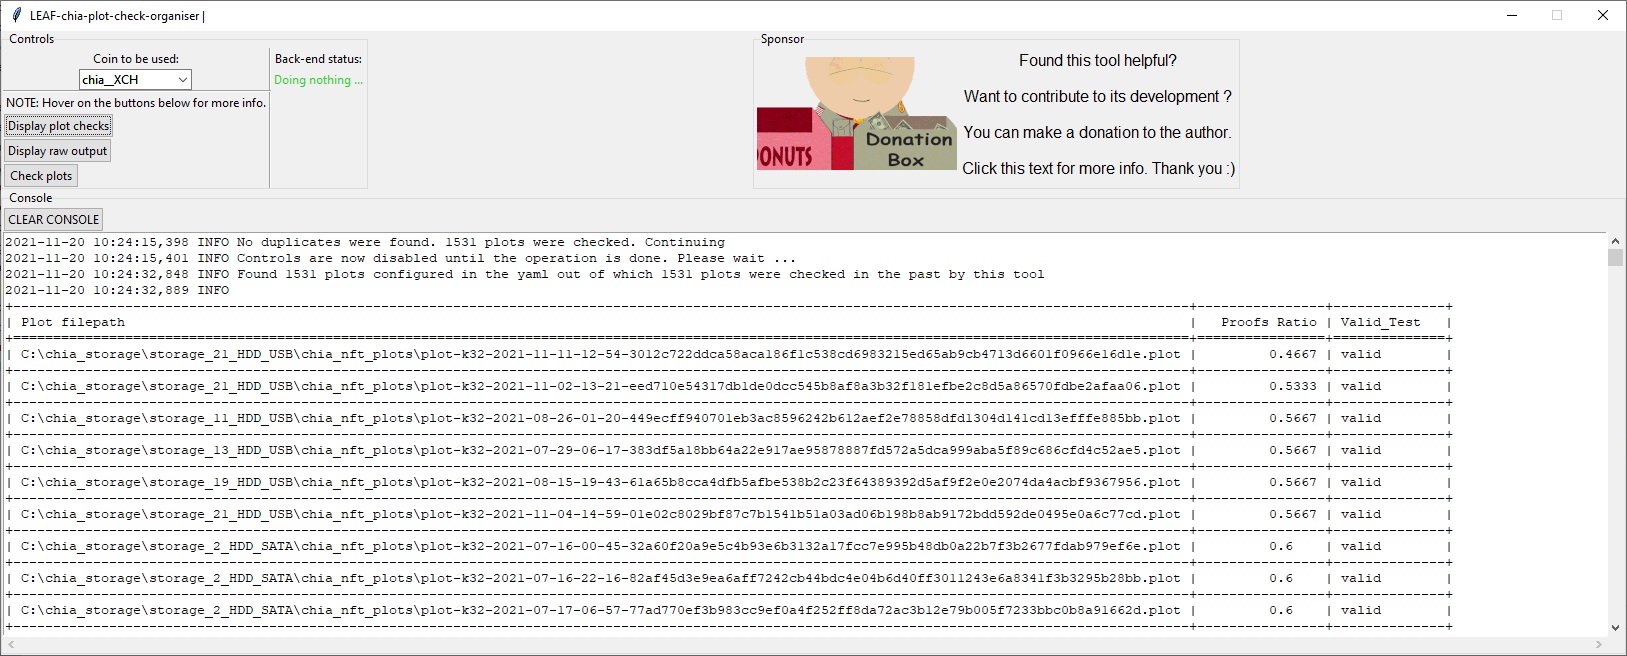 LEAF-chia-plot-check-organiser |
Controls
Coin to be used:
chia__XCH
Back-end status:
Doing nothing ...
NOTE: Hover on the buttons below for more info.
Display plot checks
Display raw output
Check plots
Sponsor
DONUTS
Donation
Box
Found this tool helpful?
Want to contribute to its development ?
You can make a donation to the author.
Click this text for more info. Thank you :)
Console
CLEAR CONSOLE
2021-11-20 10:24:15,398 INFO No duplicates were found. 1531 plots were checked. Continuing
2021-11-20 10:24:15,401 INFO Controls are now disabled until the operation is done. Please wait ...
2021-11-20 10:24:32,848 INFO Found 1531 plots configured in the yaml out of which 1531 plots were checked in the past by this tool
2021-11-20 10:24:32,889 INFO
| Plot filepath | Proofs Ratio | Valid_Test |
| C:\chia_storage\storage_21_HDD_USB\chia_nft_plots\plot-k32-2021-11-11-12-54-3012c722ddca58aca186f1c538cd6983215ed65ab9cb4713d6601f0966e16d1e.plot | 0.4667 | valid |
| C:\chia_storage\storage_21_HDD_USB\chia_nft_plots\plot-k32-2021-11-02-13-21-eed710e54317db1de0dcc545b8af8a3b32f181efbe2c8d5a86570fdbe2afaa06.plot | 0.5333 | valid |
| C:\chia_storage\storage_11_HDD_USB\chia_nft_plots\plot-k32-2021-08-26-01-20-449ecff940701eb3ac8596242b612aef2e78858dfd1304d141cd13efffe885bb.plot | 0.5667 | valid |
| C:\chia_storage\storage_13_HDD_USB\chia_nft_plots\plot-k32-2021-07-29-06-17-383df5a18bb64a22e917ae95878887fd572a5dca999aba5f89c686cfd4c52ae5.plot | 0.5667 | valid |
| C:\chia_storage\storage_19_HDD_USB\chia_nft_plots\plot-k32-2021-08-15-19-43-61a65b8cca4dfb5afbe538b2c23f64389392d5af9f2e0e2074da4acbf9367956.plot | 0.5667 | valid |
| C:\chia_storage\storage_21_HDD_USB\chia_nft_plots\plot-k32-2021-11-04-14-59-01e02c8029bf87c7b1541b51a03ad06b198b8ab9172bdd592de0495e0a6c77cd.plot | 0.5667 | valid |
| C:\chia_storage\storage_2_HDD_SATA\chia_nft_plots\plot-k32-2021-07-16-00-45-32a60f20a9e5c4b93e6b3132a17fcc7e995b48db0a22b7f3b2677fdab979ef6e.plot | 0.6 | valid |
| C:\chia_storage\storage_2_HDD_SATA\chia_nft_plots\plot-k32-2021-07-16-22-16-82af45d3e9ea6aff7242cb44bdc4e04b6d40ff3011243e6a8341f3b3295b28bb.plot | 0.6 | valid |
| C:\chia_storage\storage_2_HDD_SATA\chia_nft_plots\plot-k32-2021-07-17-06-57-77ad770ef3b983cc9ef0a4f252ff8da72ac3b12e79b005f7233bbc0b8a91662d.plot | 0.6 | valid |